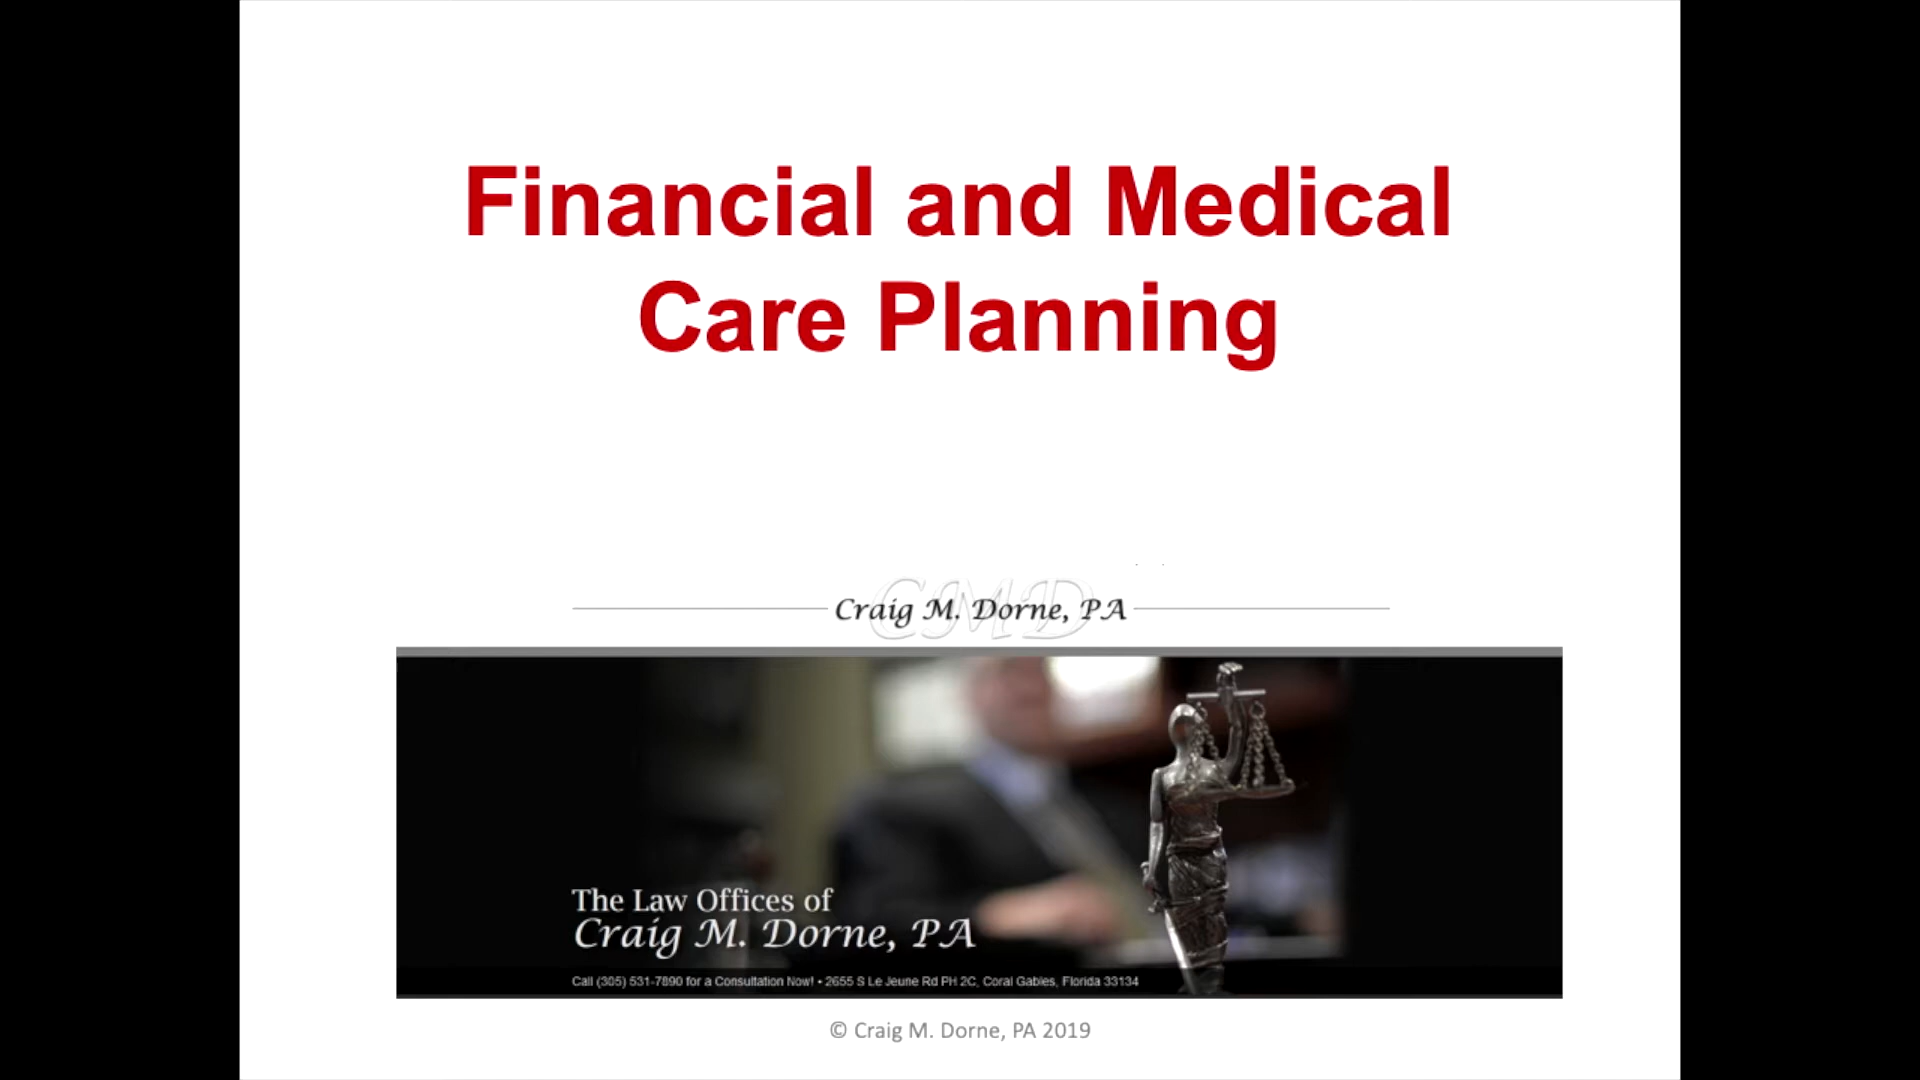 Financial and Medical
Care Planning
CMD
Craig M. Dorne, PA
The Law Offices of
Craig M. Dorne, PA
Call (305) 531-7890 for a Consultation Now! • 2655 S Le Jeune Rd PH 2C, Coral Gables, Florida 33134
© Craig M. Dorne, PA 2019